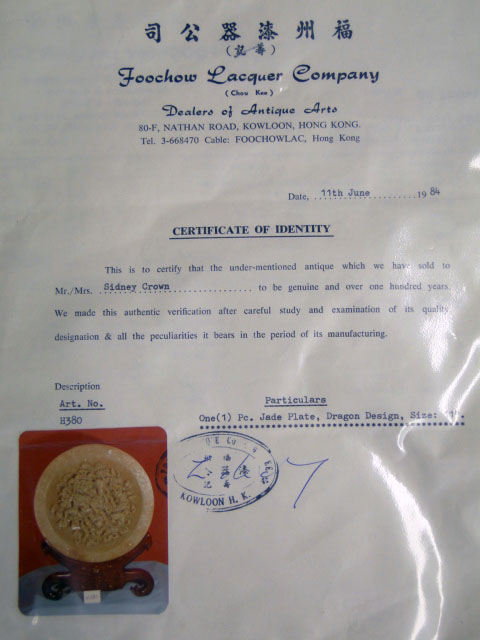 福州漆器公司
Foochow Lacquer Company
(Chou Kee)
Dealers of Antique Arts
80-F, NATHAN ROAD, KOWLOON, HONG KONG.
Tel. 3-668470 Cable: FOOCHOWLAC, Hong Kong
Date, 11th June 1984
CERTIFICATE OF IDENTITY
This is to certify that the under-mentioned antique which we have sold to
Mr./Mrs. Sidney Crown to be genuine and over one hundred years
We made this authentic verification after careful study and examination of its quality
designation & all the peculiarities it bears in the period of its manufacturing.
Description
Art. No.
Particulars
H380
One(1) Pc. Jade Plate, Dragon Design, Size:
KOWLOON H. K.